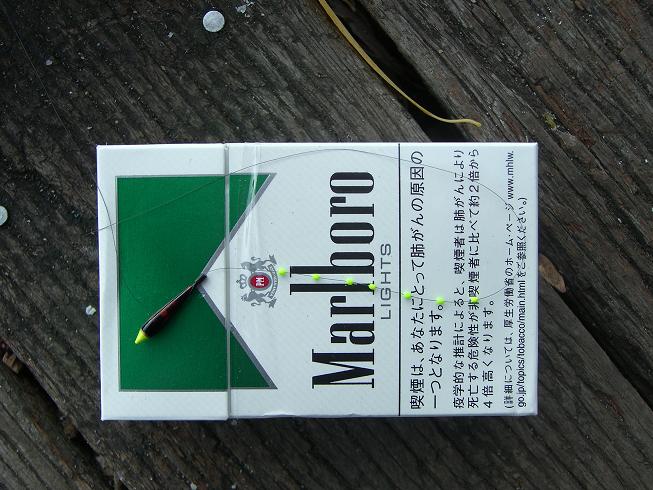 PM
Marlboro
LIGHTS
喫煙は、あなたにとって肺がんの原因の
一つとなります。
疫学的な推計によると、喫煙者は肺がんにより
死亡する危険性が非喫煙者に比べて約2倍から
4倍高くなります。
(詳細については、厚生労働省のホーム・ページ www.mhlw.
go.jp/topics/tobacco/main.html をご参照ください。)